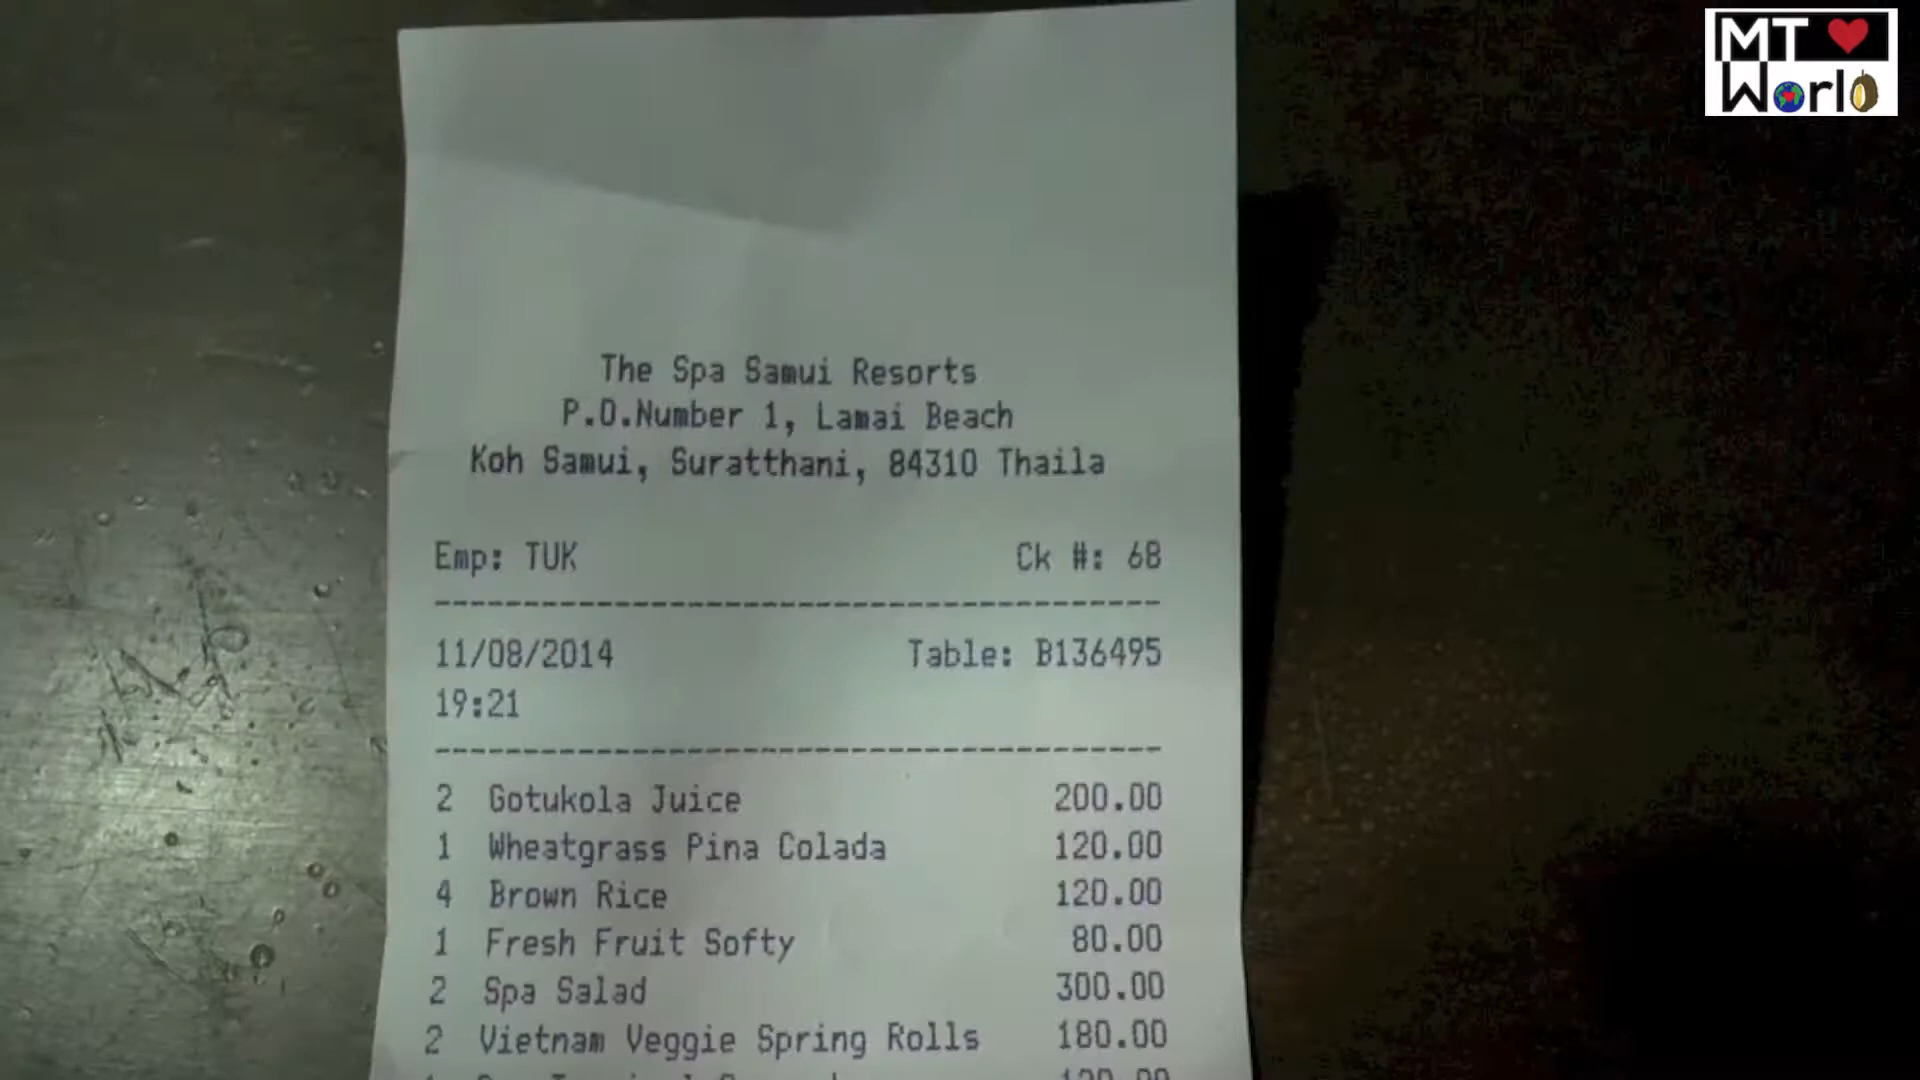 MT
World
The Spa Samui Resorts
P.O.Number 1, Lamai Beach
Koh Samui, Suratthani, 84310 Thaila
Emp: TUK Ck #: 68
11/08/2014 Table: B136495
19:21
2 Gotukola Juice 200.00
1 Wheatgrass Pina Colada 120.00
4 Brown Rice 120.00
1 Fresh Fruit Softy 80.00
2 Spa Salad 300.00
2 Vietnam Veggie Spring Rolls 180.00